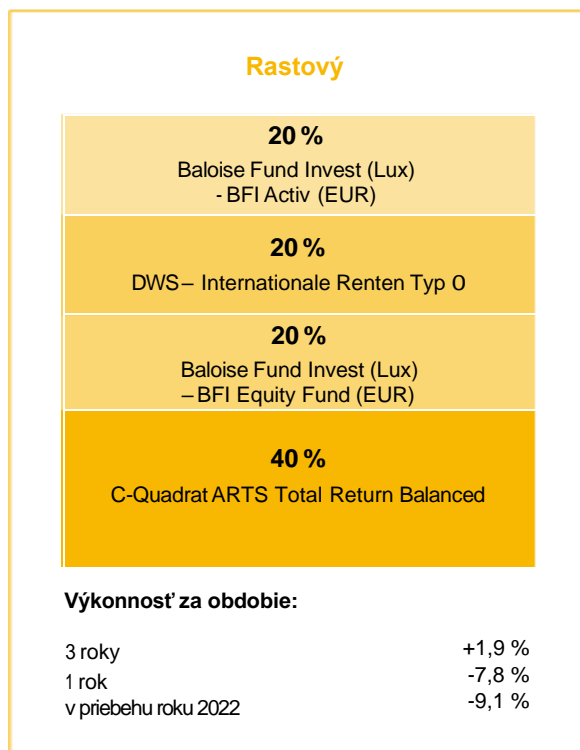 Rastový
20 %
Baloise Fund Invest (Lux)
- BFI Activ (EUR)
20 %
DWS – Internationale Renten Typ O
20 %
Baloise Fund Invest (Lux)
– BFI Equity Fund (EUR)
40 %
C-Quadrat ARTS Total Return Balanced
Výkonnosť za obdobie:
3 roky +1,9 %
1 rok -7,8 %
v priebehu roku 2022 -9,1 %